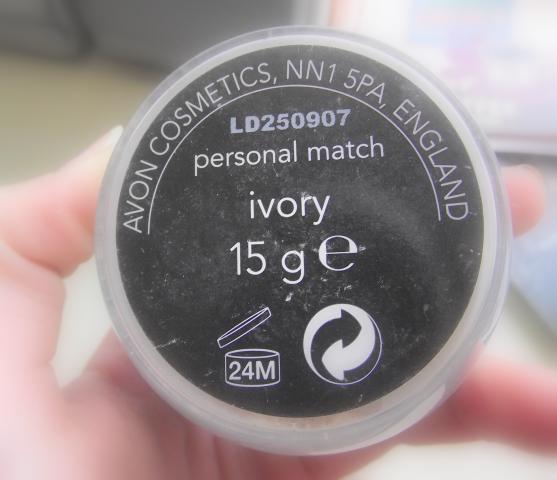 AVON COSMETICS, NN1 5PA, ENGLAND
LD250907
personal match
ivory
15 g e
24M